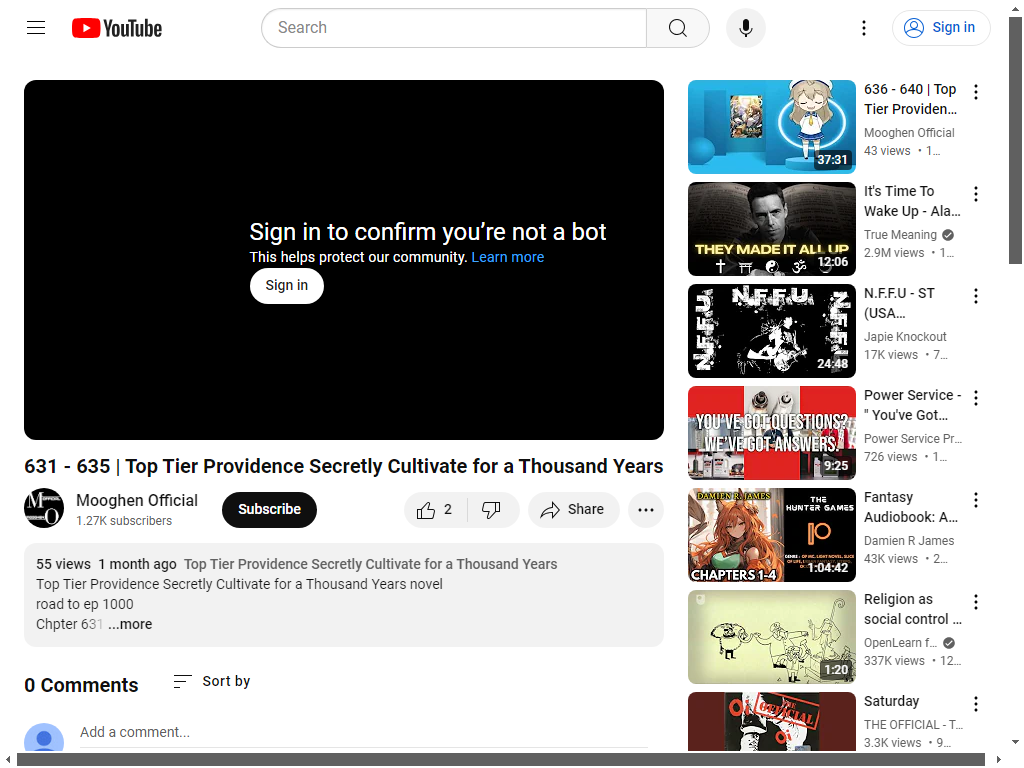 YouTube
Search
Sign in
Sign in to confirm you’re not a bot
This helps protect our community. Learn more
Sign in
631 - 635 | Top Tier Providence Secretly Cultivate for a Thousand Years
Mooghen Official
1.27K subscribers
Subscribe
2
Share
55 views 1 month ago Top Tier Providence Secretly Cultivate for a Thousand Years
Top Tier Providence Secretly Cultivate for a Thousand Years novel
road to ep 1000
Chpter 631 ...more
0 Comments
Sort by
Add a comment...
37:31
636 - 640 | Top
Tier Providen...
Mooghen Official
43 views • 1...
THEY MADE IT ALL UP
12:06
It's Time To
Wake Up - Ala...
True Meaning
2.9M views • 1...
N.F.F.U
NFFU
NFFU
24:48
N.F.F.U - ST
(USA...
Japie Knockout
17K views • 7...
YOU'VE GOT QUESTIONS?
WE'VE GOT ANSWERS.
9:25
Power Service -
" You've Got...
Power Service Pr...
726 views • 1...
DAMIEN R. JAMES
THE
HUNTER GAMES
CHAPTERS 1-4
1:04:42
Fantasy
Audiobook: A...
Damien R James
43K views • 2...
1:20
Religion as
social control ...
OpenLearn f...
337K views • 12...
Oi
THE
OFFICIAL
Oi
Saturday
THE OFFICIAL - T...
3.3K views • 9...